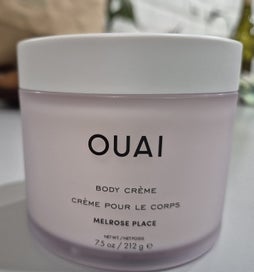 OUAI
BODY CRÈME
CRÈME POUR LE CORPS
MELROSE PLACE
NET WT/NET POIDS
7.5 oz / 212 g e